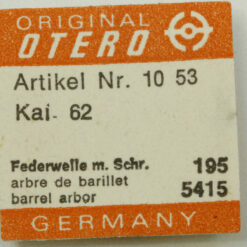 ORIGINAL
OTERO
Artikel Nr. 10 53
Kai. 62
Federwelle m. Schr. 195
arbre de barillet 5415
barrel arbor
GERMANY